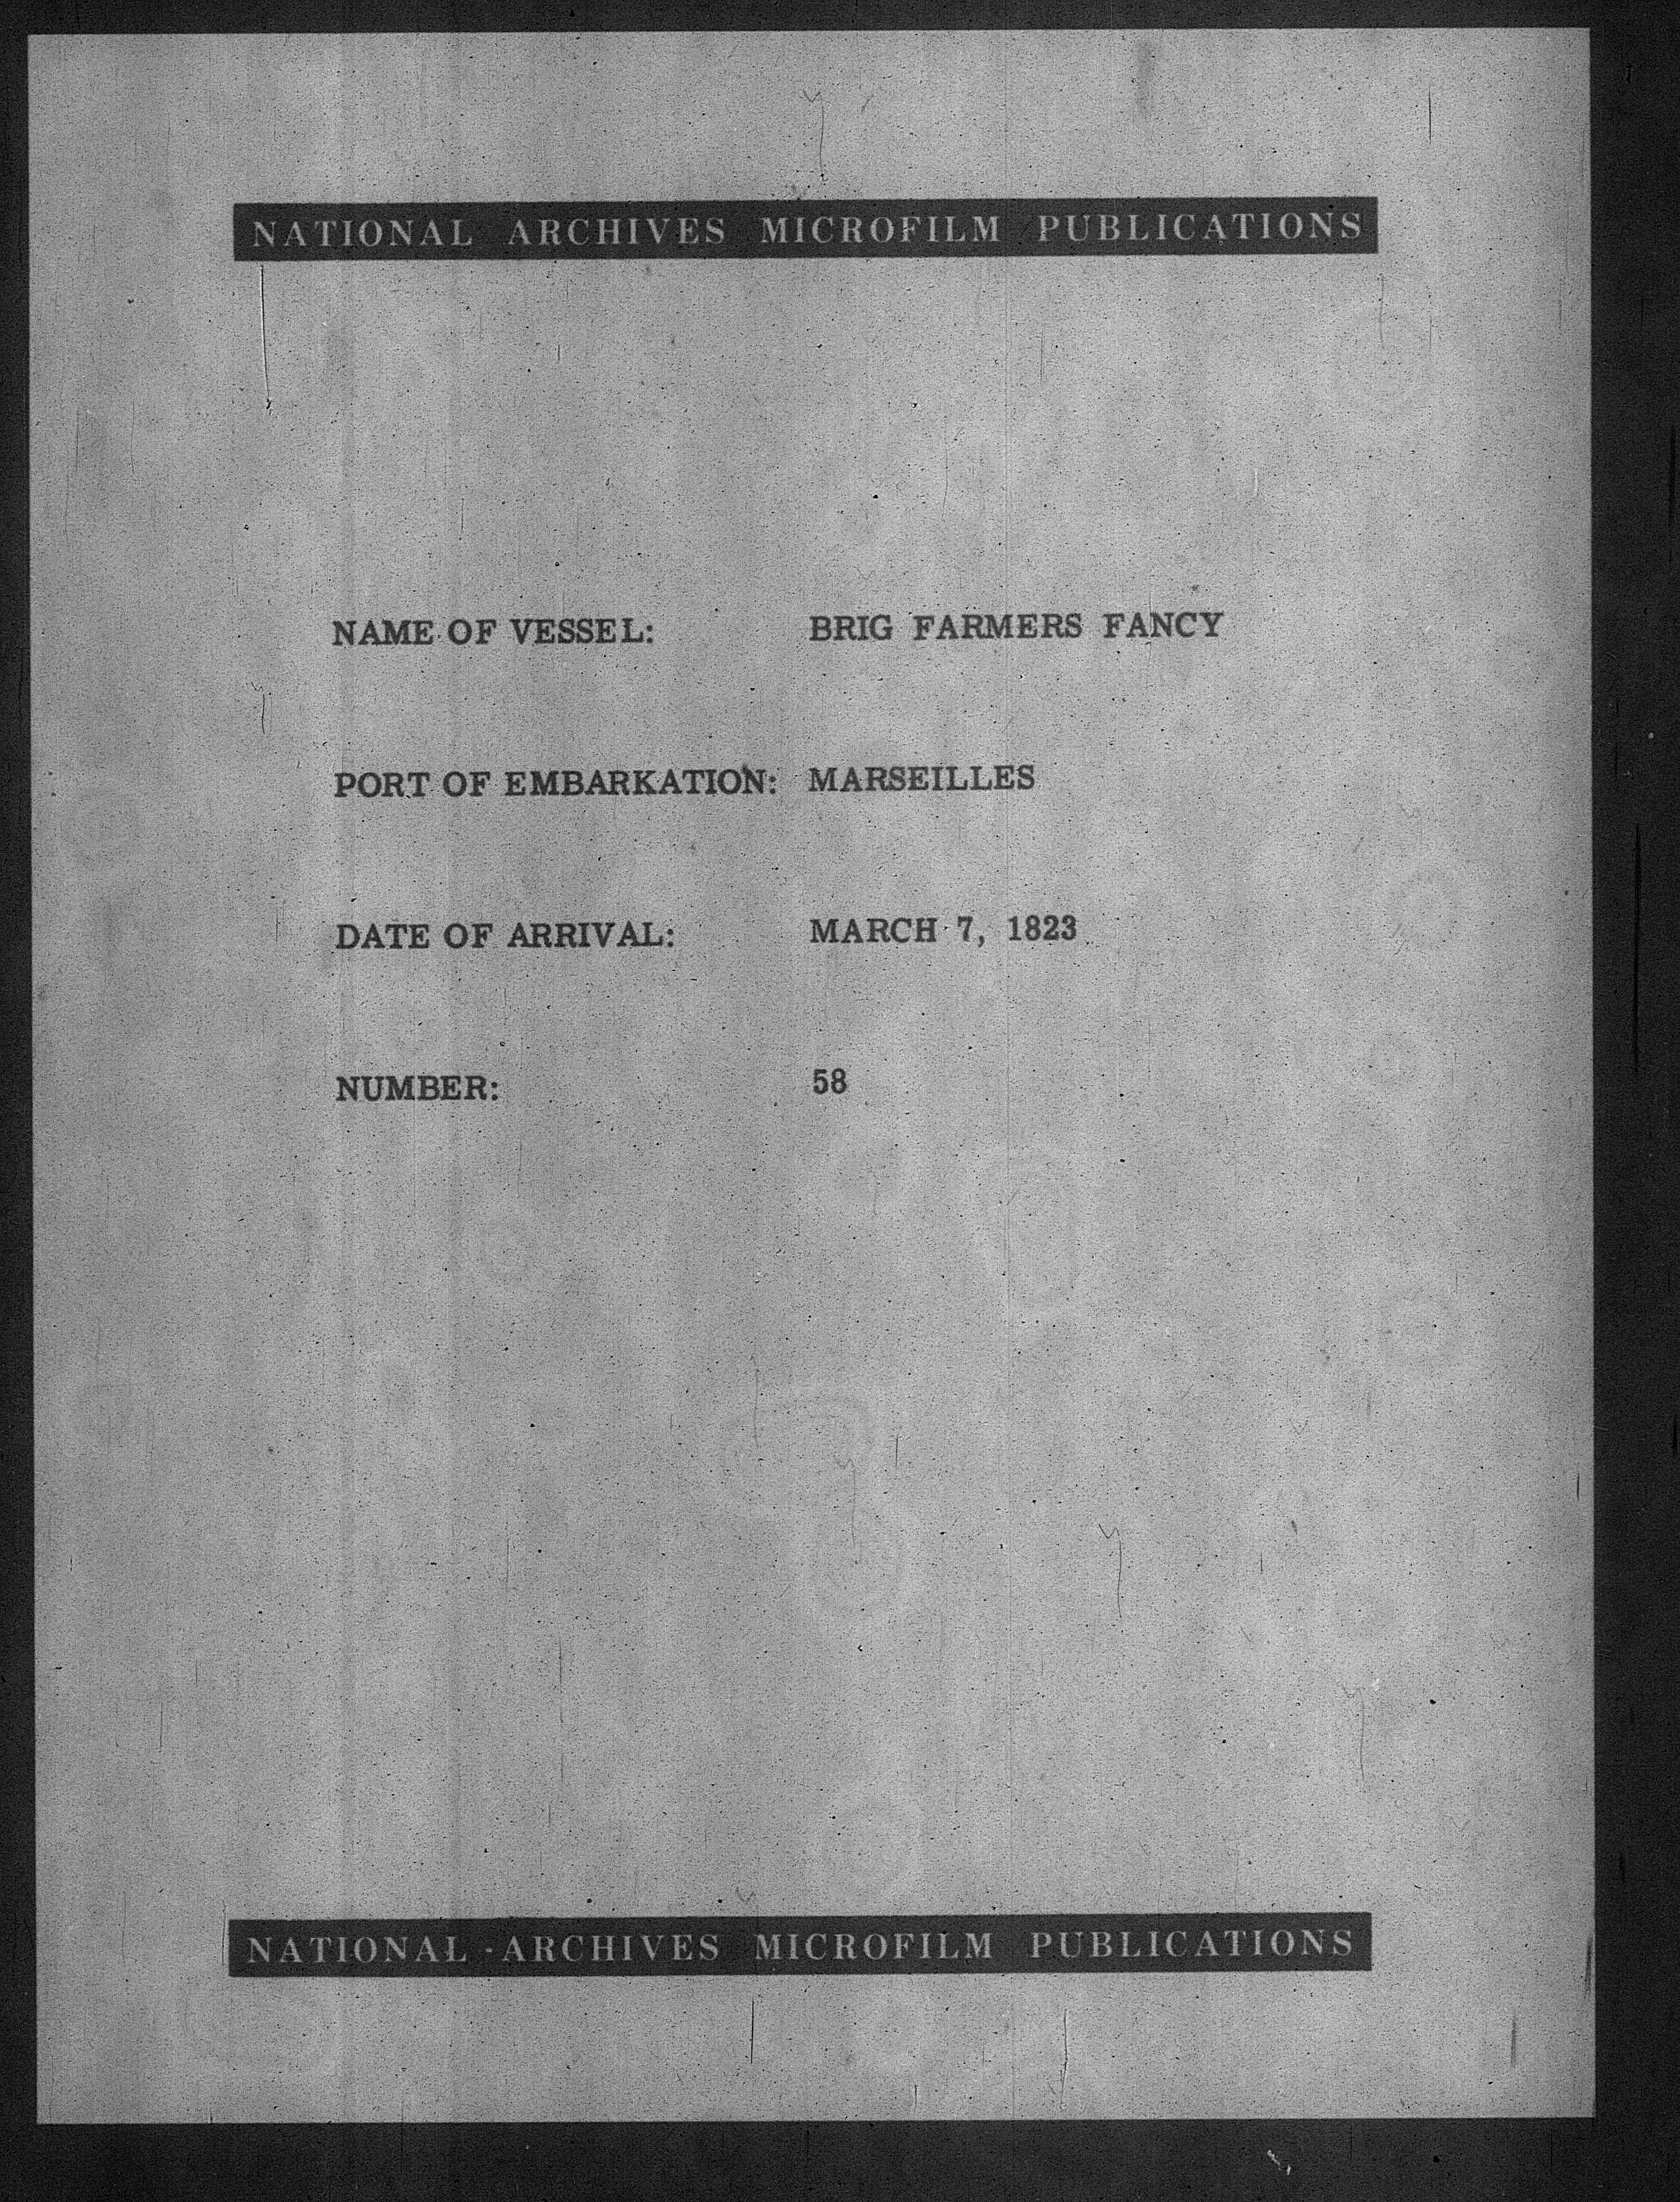 NATIONAL ARCHIVES MICROFILM PUBLICATIONS
NAME OF VESSEL: BRIG FARMERS FANCY
PORT OF EMBARKATION: MARSEILLES
DATE OF ARRIVAL: MARCH 7, 1823
NUMBER: 58
NATIONAL ARCHIVES MICROFILM PUBLICATIONS